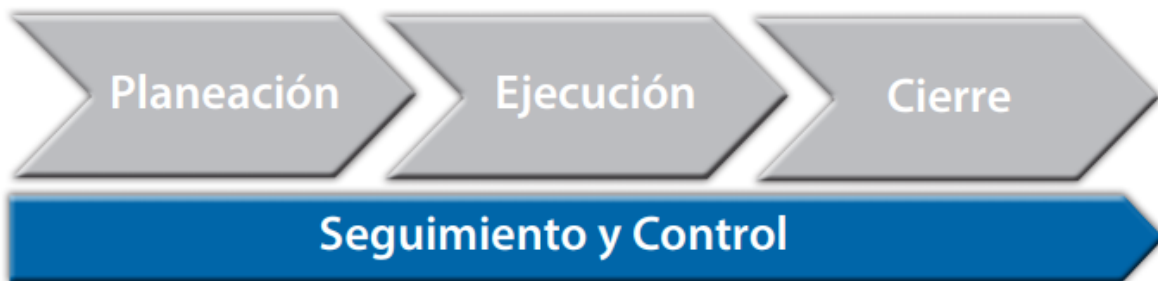 Planeación
Ejecución
Cierre
Seguimiento y Control